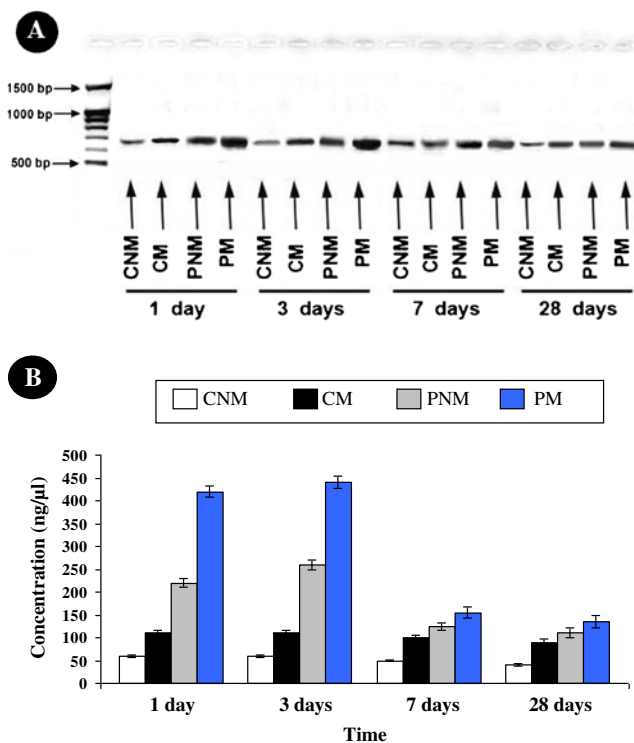 A
1500 bp
1000 bp
500 bp
CNM CM PNM PM CNM CM PNM PM CNM CM PNM PM CNM CM PNM PM
1 day 3 days 7 days 28 days
B
CNM CM PNM PM
Concentration (ng/µl)
500
450
400
350
300
250
200
150
100
50
0
1 day 3 days 7 days 28 days
Time